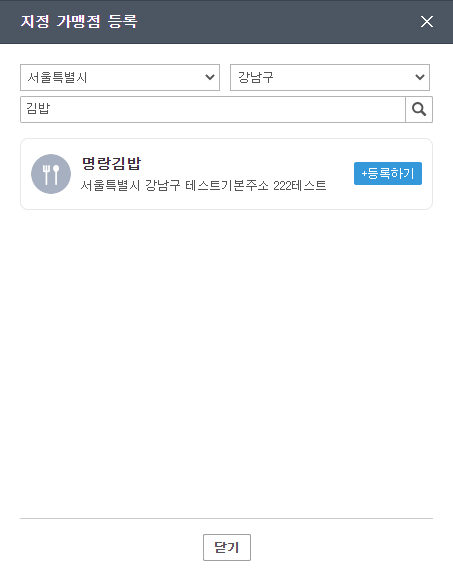 지정 가맹점 등록
서울특별시 강남구
김밥
명랑김밥
서울특별시 강남구 테스트기본주소 222테스트
+등록하기
닫기